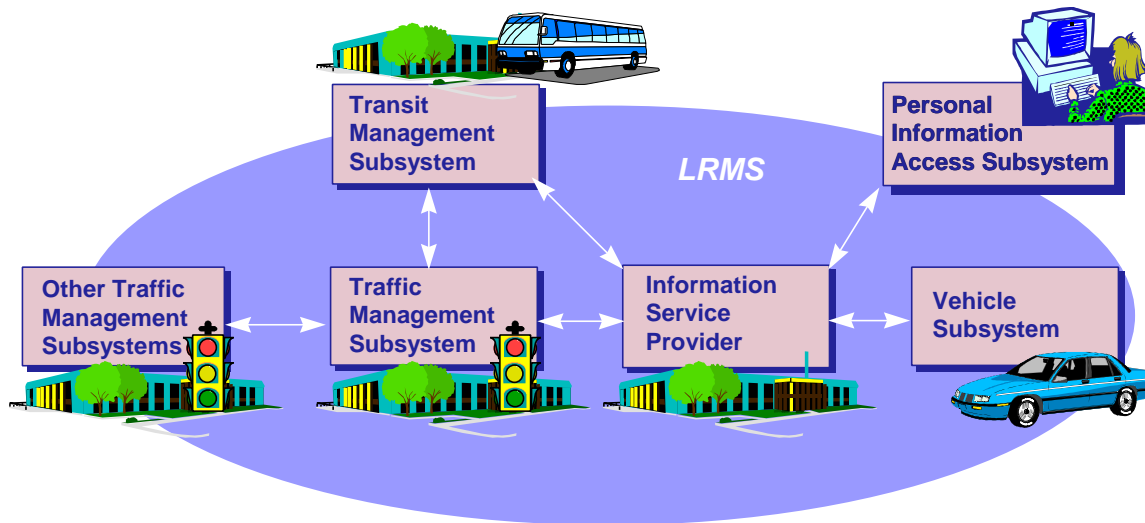 Transit
Management
Subsystem
Personal
Information
Access Subsystem
LRMS
Other Traffic
Management
Subsystems
Traffic
Management
Subsystem
Information
Service
Provider
Vehicle
Subsystem